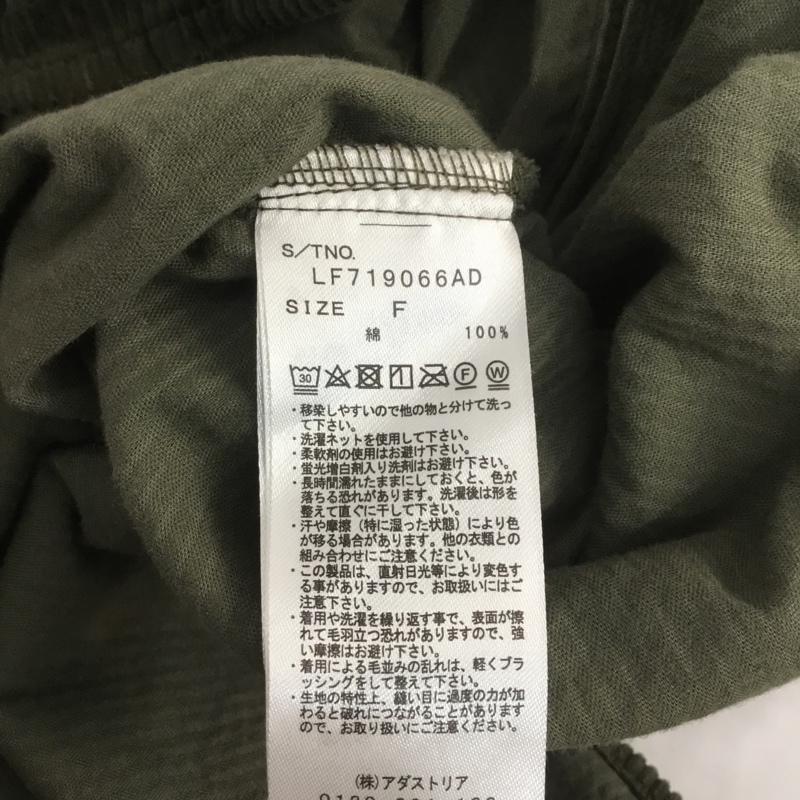 S/TNO.
LF719066AD
SIZE F
綿 100%
30 F W
・移染しやすいので他の物と分けて洗っ
て下さい。
・洗濯ネットを使用して下さい。
・柔軟剤の使用はお避け下さい。
・蛍光増白剤入り洗剤はお避け下さい。
・長時間濡れたままにしておくと、色が
落ちる恐れがあります。洗濯後は形を
整えて直ぐに干して下さい。
・汗や摩擦（特に湿った状態）により色
が移る場合があります。他の衣類との
組み合わせにご注意ください。
・この製品は、直射日光等により変色す
る事がありますので、お取扱いにはご
注意下さい。
・着用や洗濯を繰り返す事で、表面が擦
れて毛羽立つ恐れがありますので、強
い摩擦はお避け下さい。
・着用による毛並みの乱れは、軽くブラ
ッシングをして整えて下さい。
・生地の特性上、縫い目に過度の力が加
わると破れにつながることがあります
ので、お取り扱いにご注意ください。
(株)アダストリア